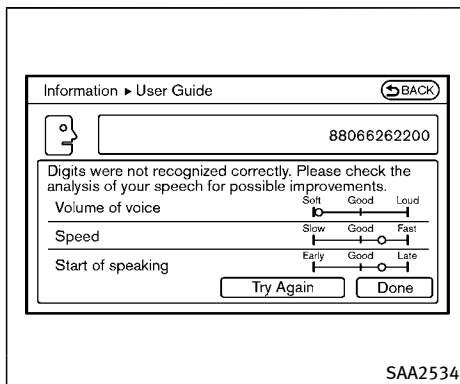 Information ▸ User Guide
BACK
88066262200
Digits were not recognized correctly. Please check the
analysis of your speech for possible improvements.
Volume of voice Soft Good Loud
Speed Slow Good Fast
Start of speaking Early Good Late
Try Again Done
SAA2534